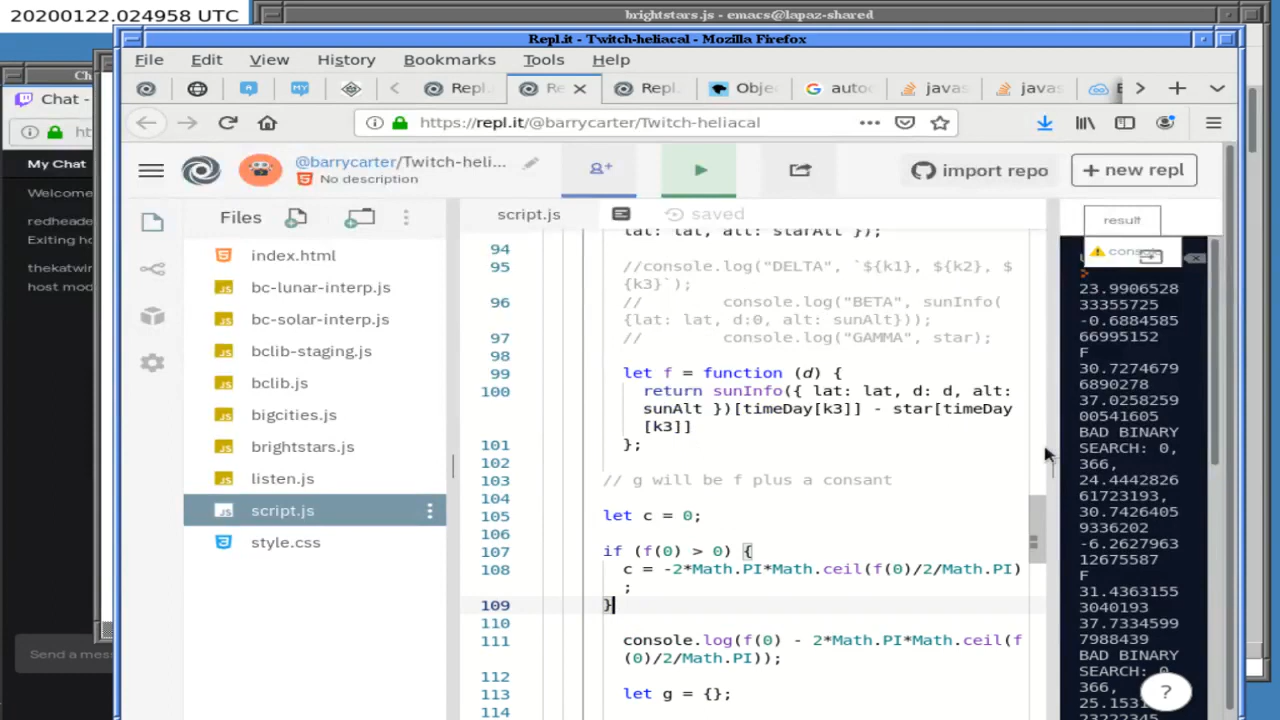 20200122.024958 UTC
brightstars.js - emacs@lapaz-shared
Repl.it - Twitch-heliacal - Mozilla Firefox
Ch
File Edit View History Bookmarks Tools Help
Chat -
Repl. Re Repl. Obje auto javas java:
https://repl.it/@barrycarter/Twitch-heliacal
ht
My Chat
Welcome
redheade
Exiting ho
thekatwin
host mod
Send a mess
@barrycarter/Twitch-heli...
No description
import repo
+ new repl
Files
index.html
bc-lunar-interp.js
bc-solar-interp.js
bclib-staging.js
bclib.js
bigcities.js
brightstars.js
listen.js
script.js
style.css
script.js
saved
lat: lat, alt: starAlt });
94
95 //console.log("DELTA", `${k1}, ${k2}, $
{k3}`);
96 // console.log("BETA", sunInfo(
{lat: lat, d:0, alt: sunAlt}));
97 // console.log("GAMMA", star);
98
99 let f = function (d) {
100 return sunInfo({ lat: lat, d: d, alt:
sunAlt })[timeDay[k3]] - star[timeDay
[k3]]
101 };
102
103 // g will be f plus a consant
104
105 let c = 0;
106
107 if (f(0) > 0) {
108 c = -2*Math.PI*Math.ceil(f(0)/2/Math.PI)
;
109 }
110
111 console.log(f(0) - 2*Math.PI*Math.ceil(f
(0)/2/Math.PI));
112
113 let g = {};
114
result
23.9906528
33355725
-0.6884585
66995152
F
30.7274679
6890278
37.0258259
00541605
BAD BINARY
SEARCH: 0,
366,
24.4442826
61723193,
30.7426405
9336202
-6.2627963
12675587
F
31.4363155
3040193
37.7334599
7988439
BAD BINARY
SEARCH: 0
366,
25.1531
23222345
?